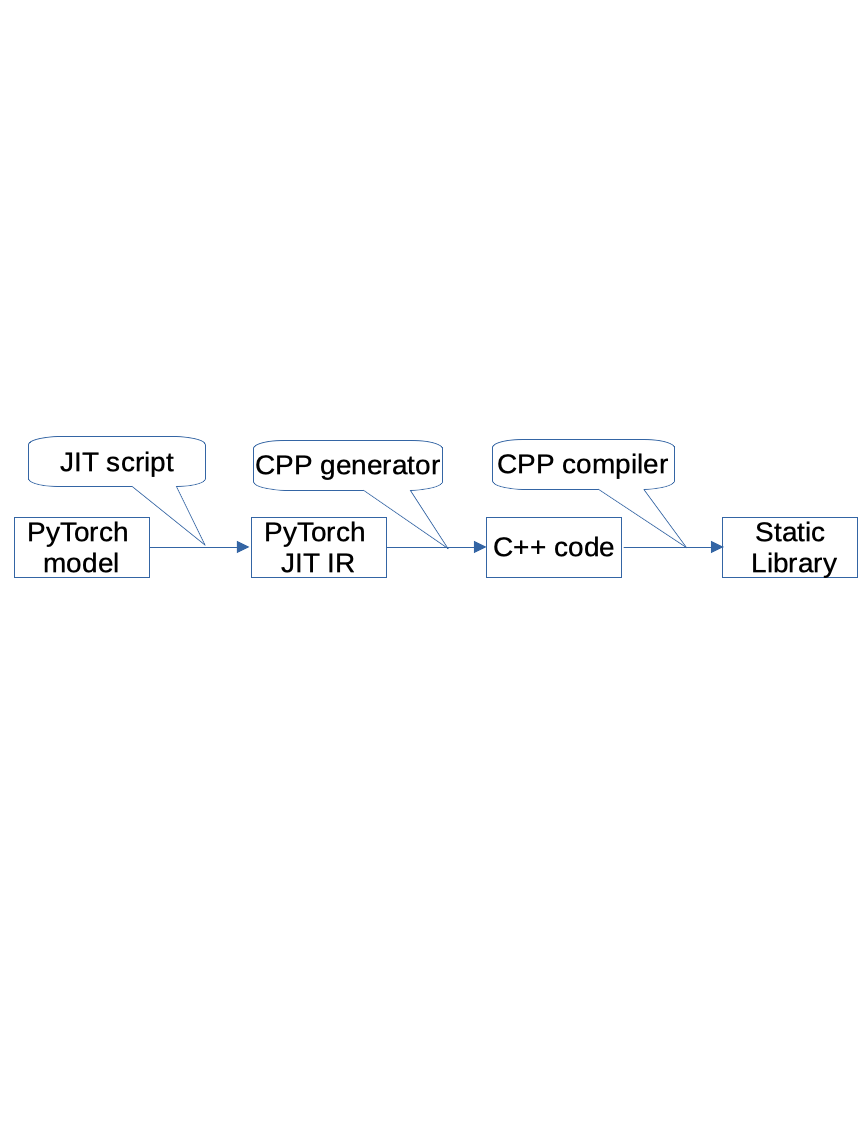 JIT script
CPP generator
CPP compiler
PyTorch
model
PyTorch
JIT IR
C++ code
Static
Library